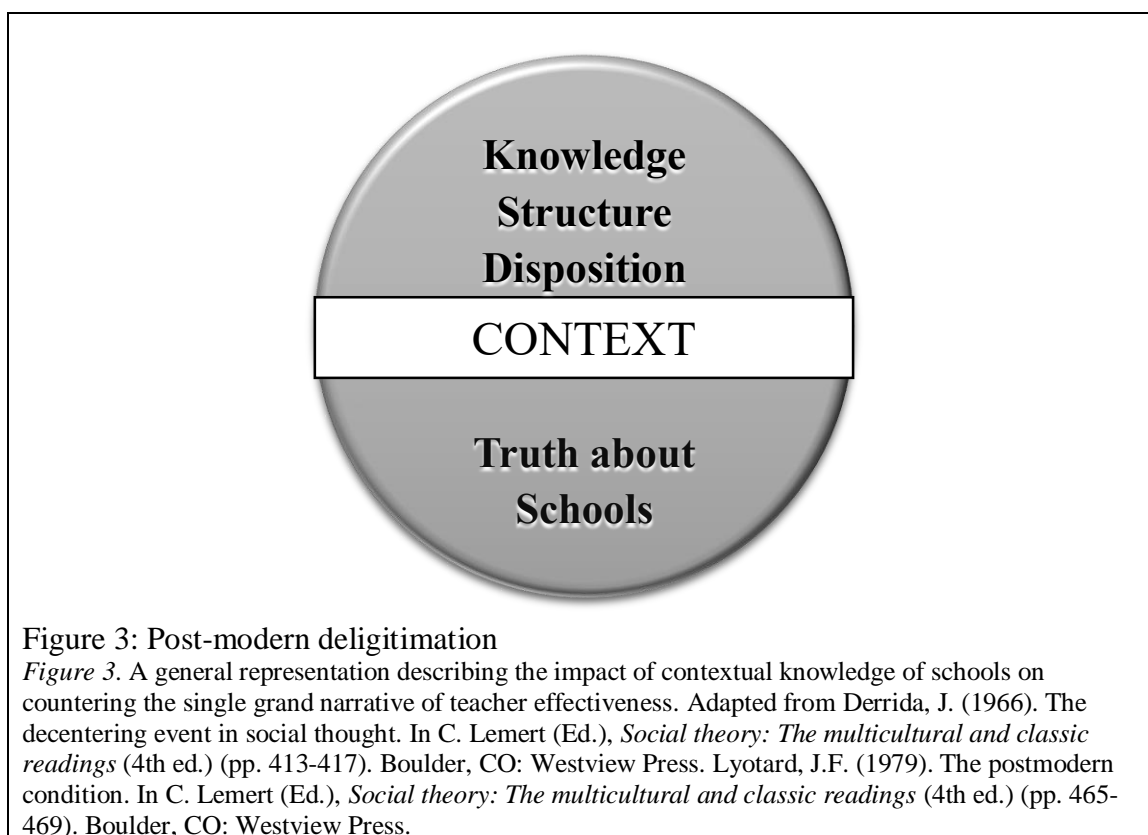 Knowledge
Structure
Disposition
CONTEXT
Truth about
Schools
Figure 3: Post-modern deligitimation
Figure 3. A general representation describing the impact of contextual knowledge of schools on
countering the single grand narrative of teacher effectiveness. Adapted from Derrida, J. (1966). The
decentering event in social thought. In C. Lemert (Ed.), Social theory: The multicultural and classic
readings (4th ed.) (pp. 413-417). Boulder, CO: Westview Press. Lyotard, J.F. (1979). The postmodern
condition. In C. Lemert (Ed.), Social theory: The multicultural and classic readings (4th ed.) (pp. 465-
469). Boulder, CO: Westview Press.